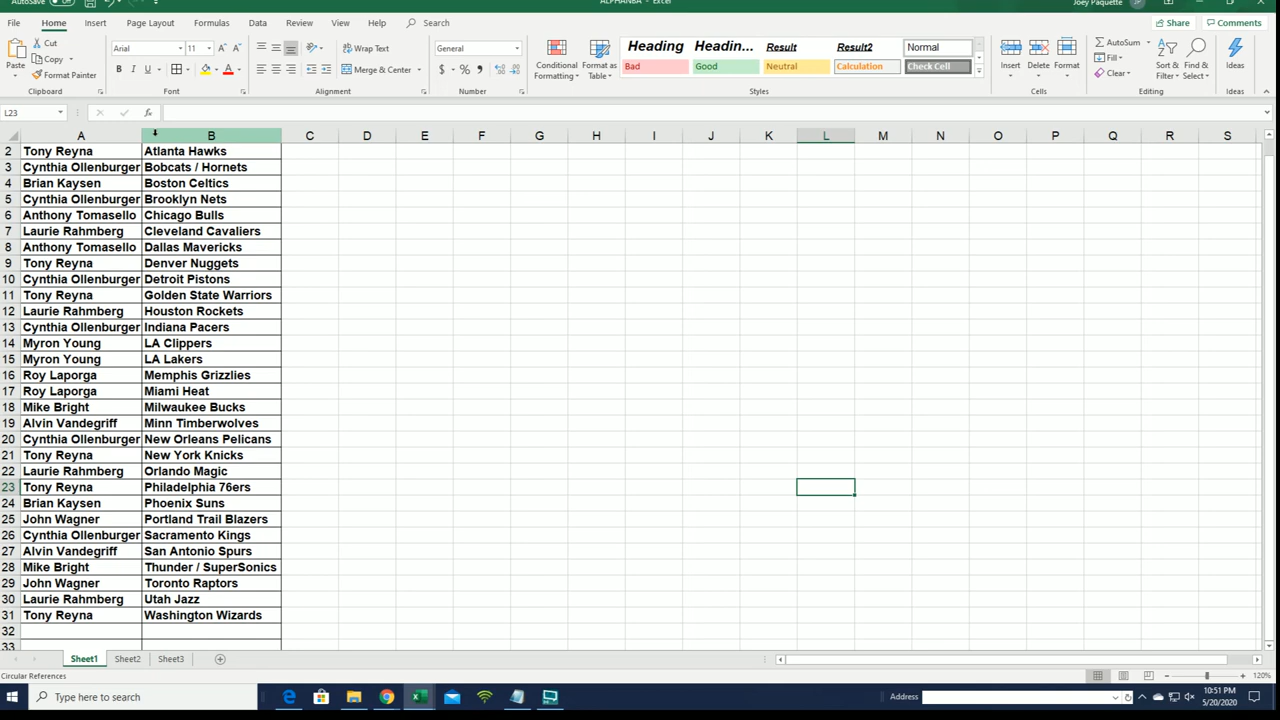 ALPHANBA - Excel
Joey Paquette JP
File Home Insert Page Layout Formulas Data Review View Help Search Share Comments
Cut
Copy
Format Painter
Paste
Arial 11
Wrap Text
Merge & Center
General
Conditional Formatting
Format as Table
Heading Headin... Result Result2 Normal
Bad Good Neutral Calculation Check Cell
Insert Delete Format
AutoSum
Fill
Clear
Sort & Filter
Find & Select
Ideas
Clipboard Font Alignment Number Styles Cells Editing Ideas
L23 fx
A B C D E F G H I J K L M N O P Q R S
2 Tony Reyna Atlanta Hawks
3 Cynthia Ollenburger Bobcats / Hornets
4 Brian Kaysen Boston Celtics
5 Cynthia Ollenburger Brooklyn Nets
6 Anthony Tomasello Chicago Bulls
7 Laurie Rahmberg Cleveland Cavaliers
8 Anthony Tomasello Dallas Mavericks
9 Tony Reyna Denver Nuggets
10 Cynthia Ollenburger Detroit Pistons
11 Tony Reyna Golden State Warriors
12 Laurie Rahmberg Houston Rockets
13 Cynthia Ollenburger Indiana Pacers
14 Myron Young LA Clippers
15 Myron Young LA Lakers
16 Roy Laporga Memphis Grizzlies
17 Roy Laporga Miami Heat
18 Mike Bright Milwaukee Bucks
19 Alvin Vandegriff Minn Timberwolves
20 Cynthia Ollenburger New Orleans Pelicans
21 Tony Reyna New York Knicks
22 Laurie Rahmberg Orlando Magic
23 Tony Reyna Philadelphia 76ers
24 Brian Kaysen Phoenix Suns
25 John Wagner Portland Trail Blazers
26 Cynthia Ollenburger Sacramento Kings
27 Alvin Vandegriff San Antonio Spurs
28 Mike Bright Thunder / SuperSonics
29 John Wagner Toronto Raptors
30 Laurie Rahmberg Utah Jazz
31 Tony Reyna Washington Wizards
32
33
Sheet1 Sheet2 Sheet3
Circular References 120%
Type here to search Address 10:51 PM
5/20/2020